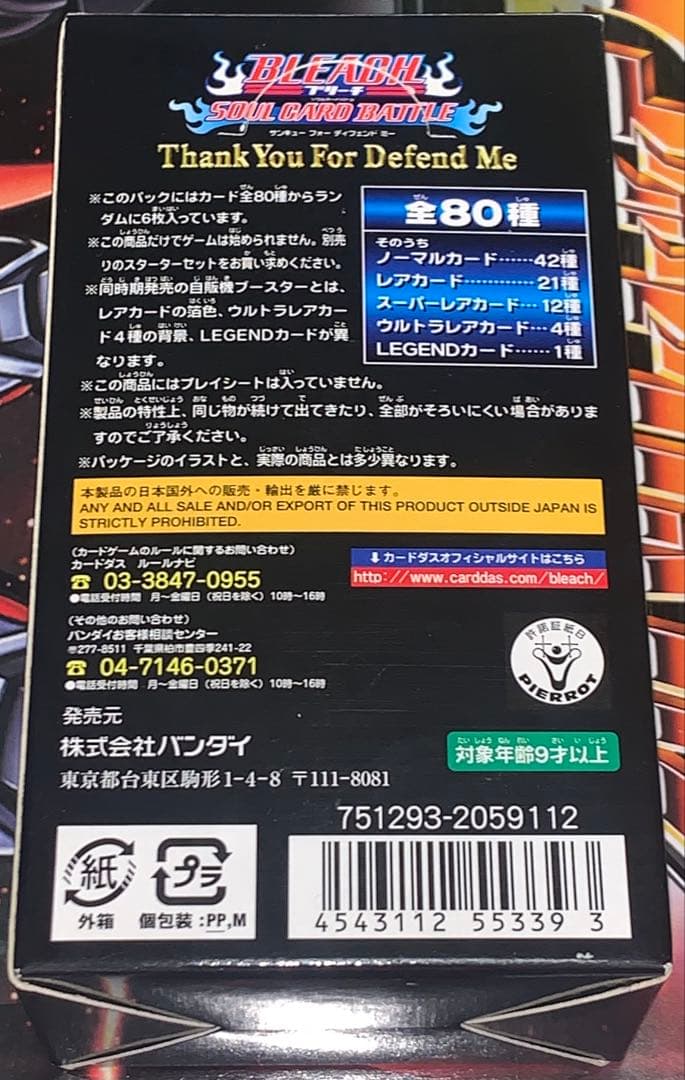 BLEACH
ブリーチ
ソウルカードバトル
SOUL CARD BATTLE
サンキュー フォー ディフェンド ミー
Thank You For Defend Me
※このパックにはカード全80種からラン
ダムに6枚入っています。
※この商品だけでゲームは始められません。別売
りのスターターセットをお買い求めください。
※同時期発売の自販機ブースターとは、
レアカードの箔色、ウルトラレアカー
ド4種の背景、LEGENDカードが異
なります。
※この商品にはプレイシートは入っていません。
※製品の特性上、同じ物が続けて出てきたり、全部がそろいにくい場合がありま
すのでご了承ください。
※パッケージのイラストと、実際の商品とは多少異なります。
全80種
そのうち
ノーマルカード……42種
レアカード…………21種
スーパーレアカード…12種
ウルトラレアカード…4種
LEGENDカード……1種
本製品の日本国外への販売・輸出を厳に禁じます。
ANY AND ALL SALE AND/OR EXPORT OF THIS PRODUCT OUTSIDE JAPAN IS
STRICTLY PROHIBITED.
(カードゲームのルールに関するお問い合わせ)
カードダス ルールナビ
☎ 03-3847-0955
●電話受付時間 月〜金曜日(祝日を除く)10時〜16時
(その他のお問い合わせ)
バンダイお客様相談センター
〒277-8511 千葉県柏市豊四季241-22
☎ 04-7146-0371
●電話受付時間 月〜金曜日(祝日を除く)10時〜16時
⬇カードダスオフィシャルサイトはこちら
http://www.carddas.com/bleach/
許諾証紙日
PIERROT
発売元
株式会社バンダイ
東京都台東区駒形1-4-8 〒111-8081
対象年齢9才以上
751293-2059112
紙
外箱
プラ
個包装:PP,M
4543112 55339 3